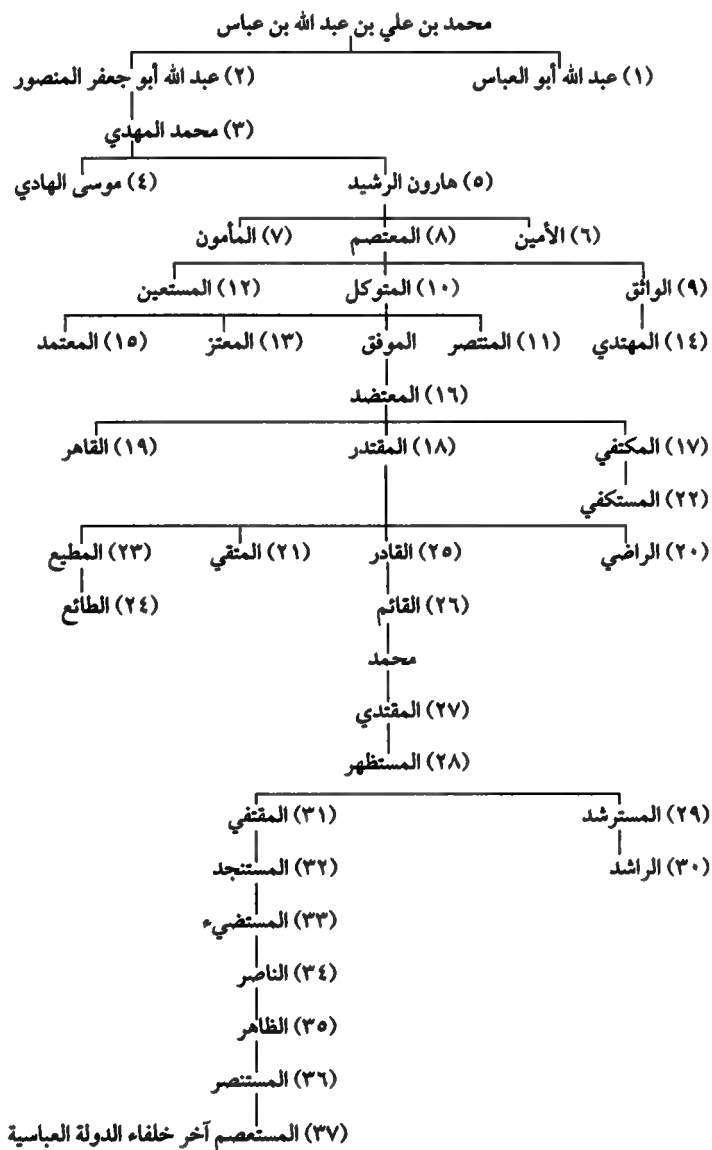 محمد بن علي بن عبد الله بن عباس
(١) عبد الله أبو العباس (٢) عبد الله أبو جعفر المنصور
(٣) محمد المهدي
(٥) هارون الرشيد (٤) موسى الهادي
(٦) الأمين (٨) المعتصم (٧) المأمون
(٩) الواثق (١٠) المتوكل (١٢) المستعين
(١٤) المهتدي (١١) المنتصر الموفق (١٣) المعتز (١٥) المعتمد
(١٦) المعتضد
(١٧) المكتفي (١٨) المقتدر (١٩) القاهر
(٢٢) المستكفي
(٢٠) الراضي (٢٥) القادر (٢١) المتقي (٢٣) المطيع
(٢٦) القائم (٢٤) الطائع
محمد
(٢٧) المقتدي
(٢٨) المستظهر
(٢٩) المسترشد (٣١) المقتفي
(٣٠) الراشد (٣٢) المستنجد
(٣٣) المستضيء
(٣٤) الناصر
(٣٥) الظاهر
(٣٦) المستنصر
(٣٧) المستعصم آخر خلفاء الدولة العباسية